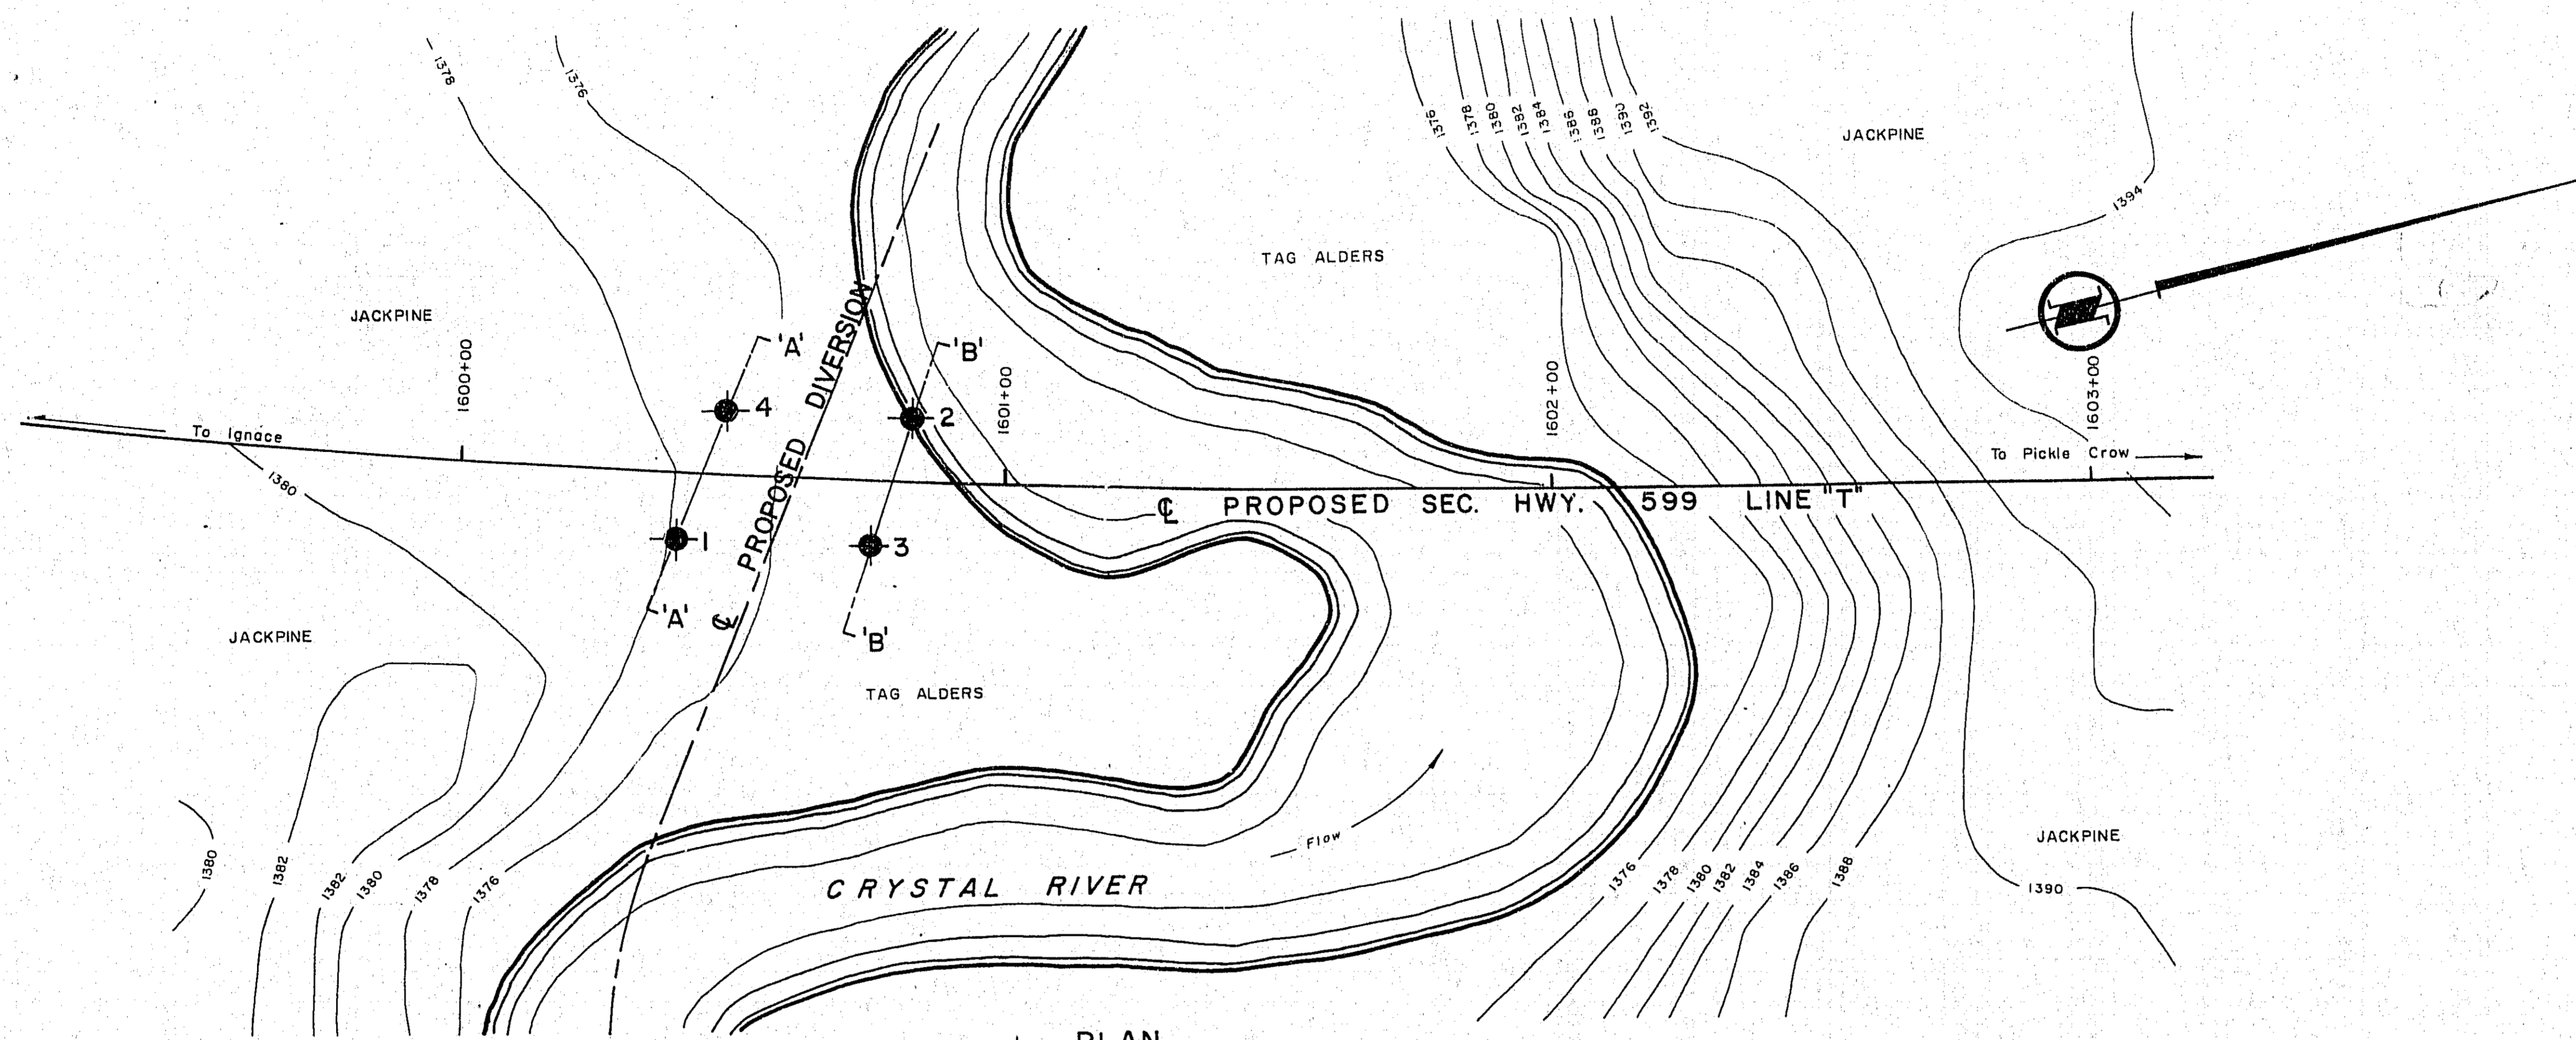 1378
1376
1376
1378
1380
1382
1384
1386
1388
1390
1392
JACKPINE
1394
TAG ALDERS
JACKPINE
1600+00
'A'
PROPOSED DIVERSION
'B'
1601+00
1602+00
1603+00
4
2
To Ignace
To Pickle Crow
1380
℄ PROPOSED SEC. HWY. 599 LINE "T"
1
3
'A'
℄
'B'
JACKPINE
TAG ALDERS
Flow
JACKPINE
CRYSTAL RIVER
1380
1382
1382
1380
1378
1376
1376
1378
1380
1382
1384
1386
1388
1390
PLAN